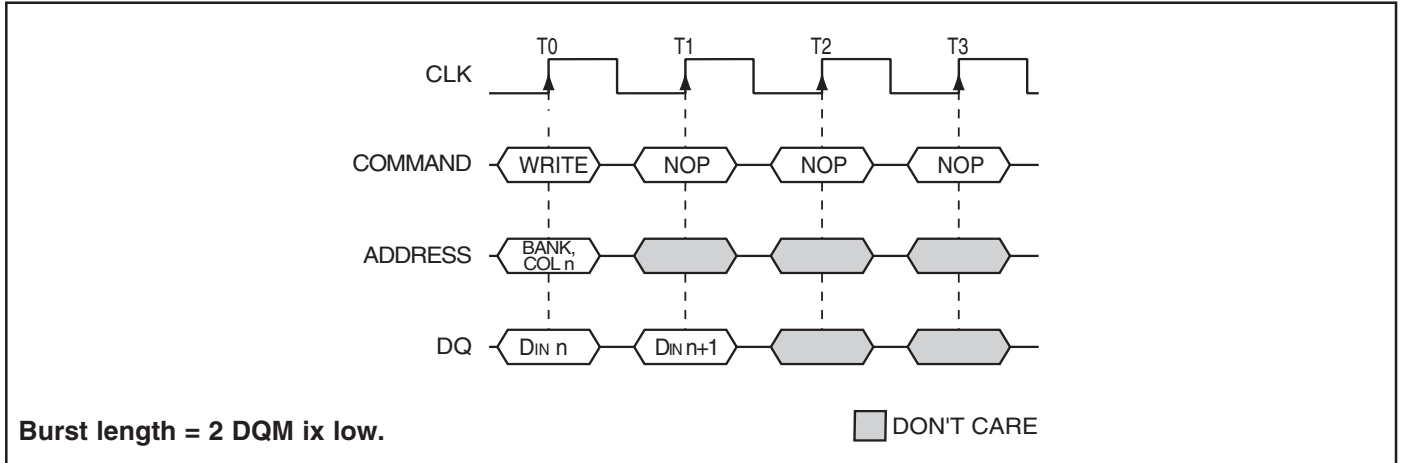 T0 T1 T2 T3
CLK
COMMAND WRITE NOP NOP NOP
ADDRESS BANK,
COL n
DQ DIN n DIN n+1
Burst length = 2 DQM ix low. DON'T CARE